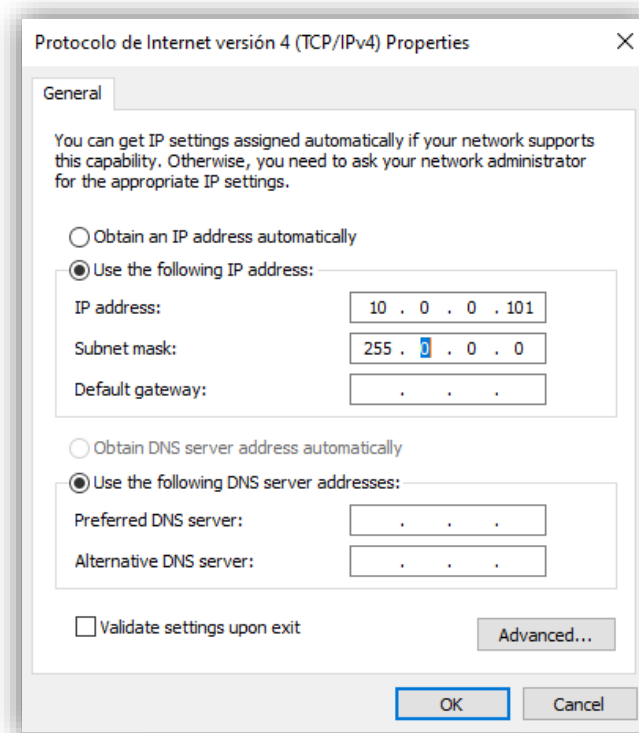 Protocolo de Internet versión 4 (TCP/IPv4) Properties
General
You can get IP settings assigned automatically if your network supports
this capability. Otherwise, you need to ask your network administrator
for the appropriate IP settings.
Obtain an IP address automatically
Use the following IP address:
IP address: 10 . 0 . 0 . 101
Subnet mask: 255 . 0 . 0 . 0
Default gateway: . . .
Obtain DNS server address automatically
Use the following DNS server addresses:
Preferred DNS server: . . .
Alternative DNS server: . . .
Validate settings upon exit
Advanced...
OK Cancel